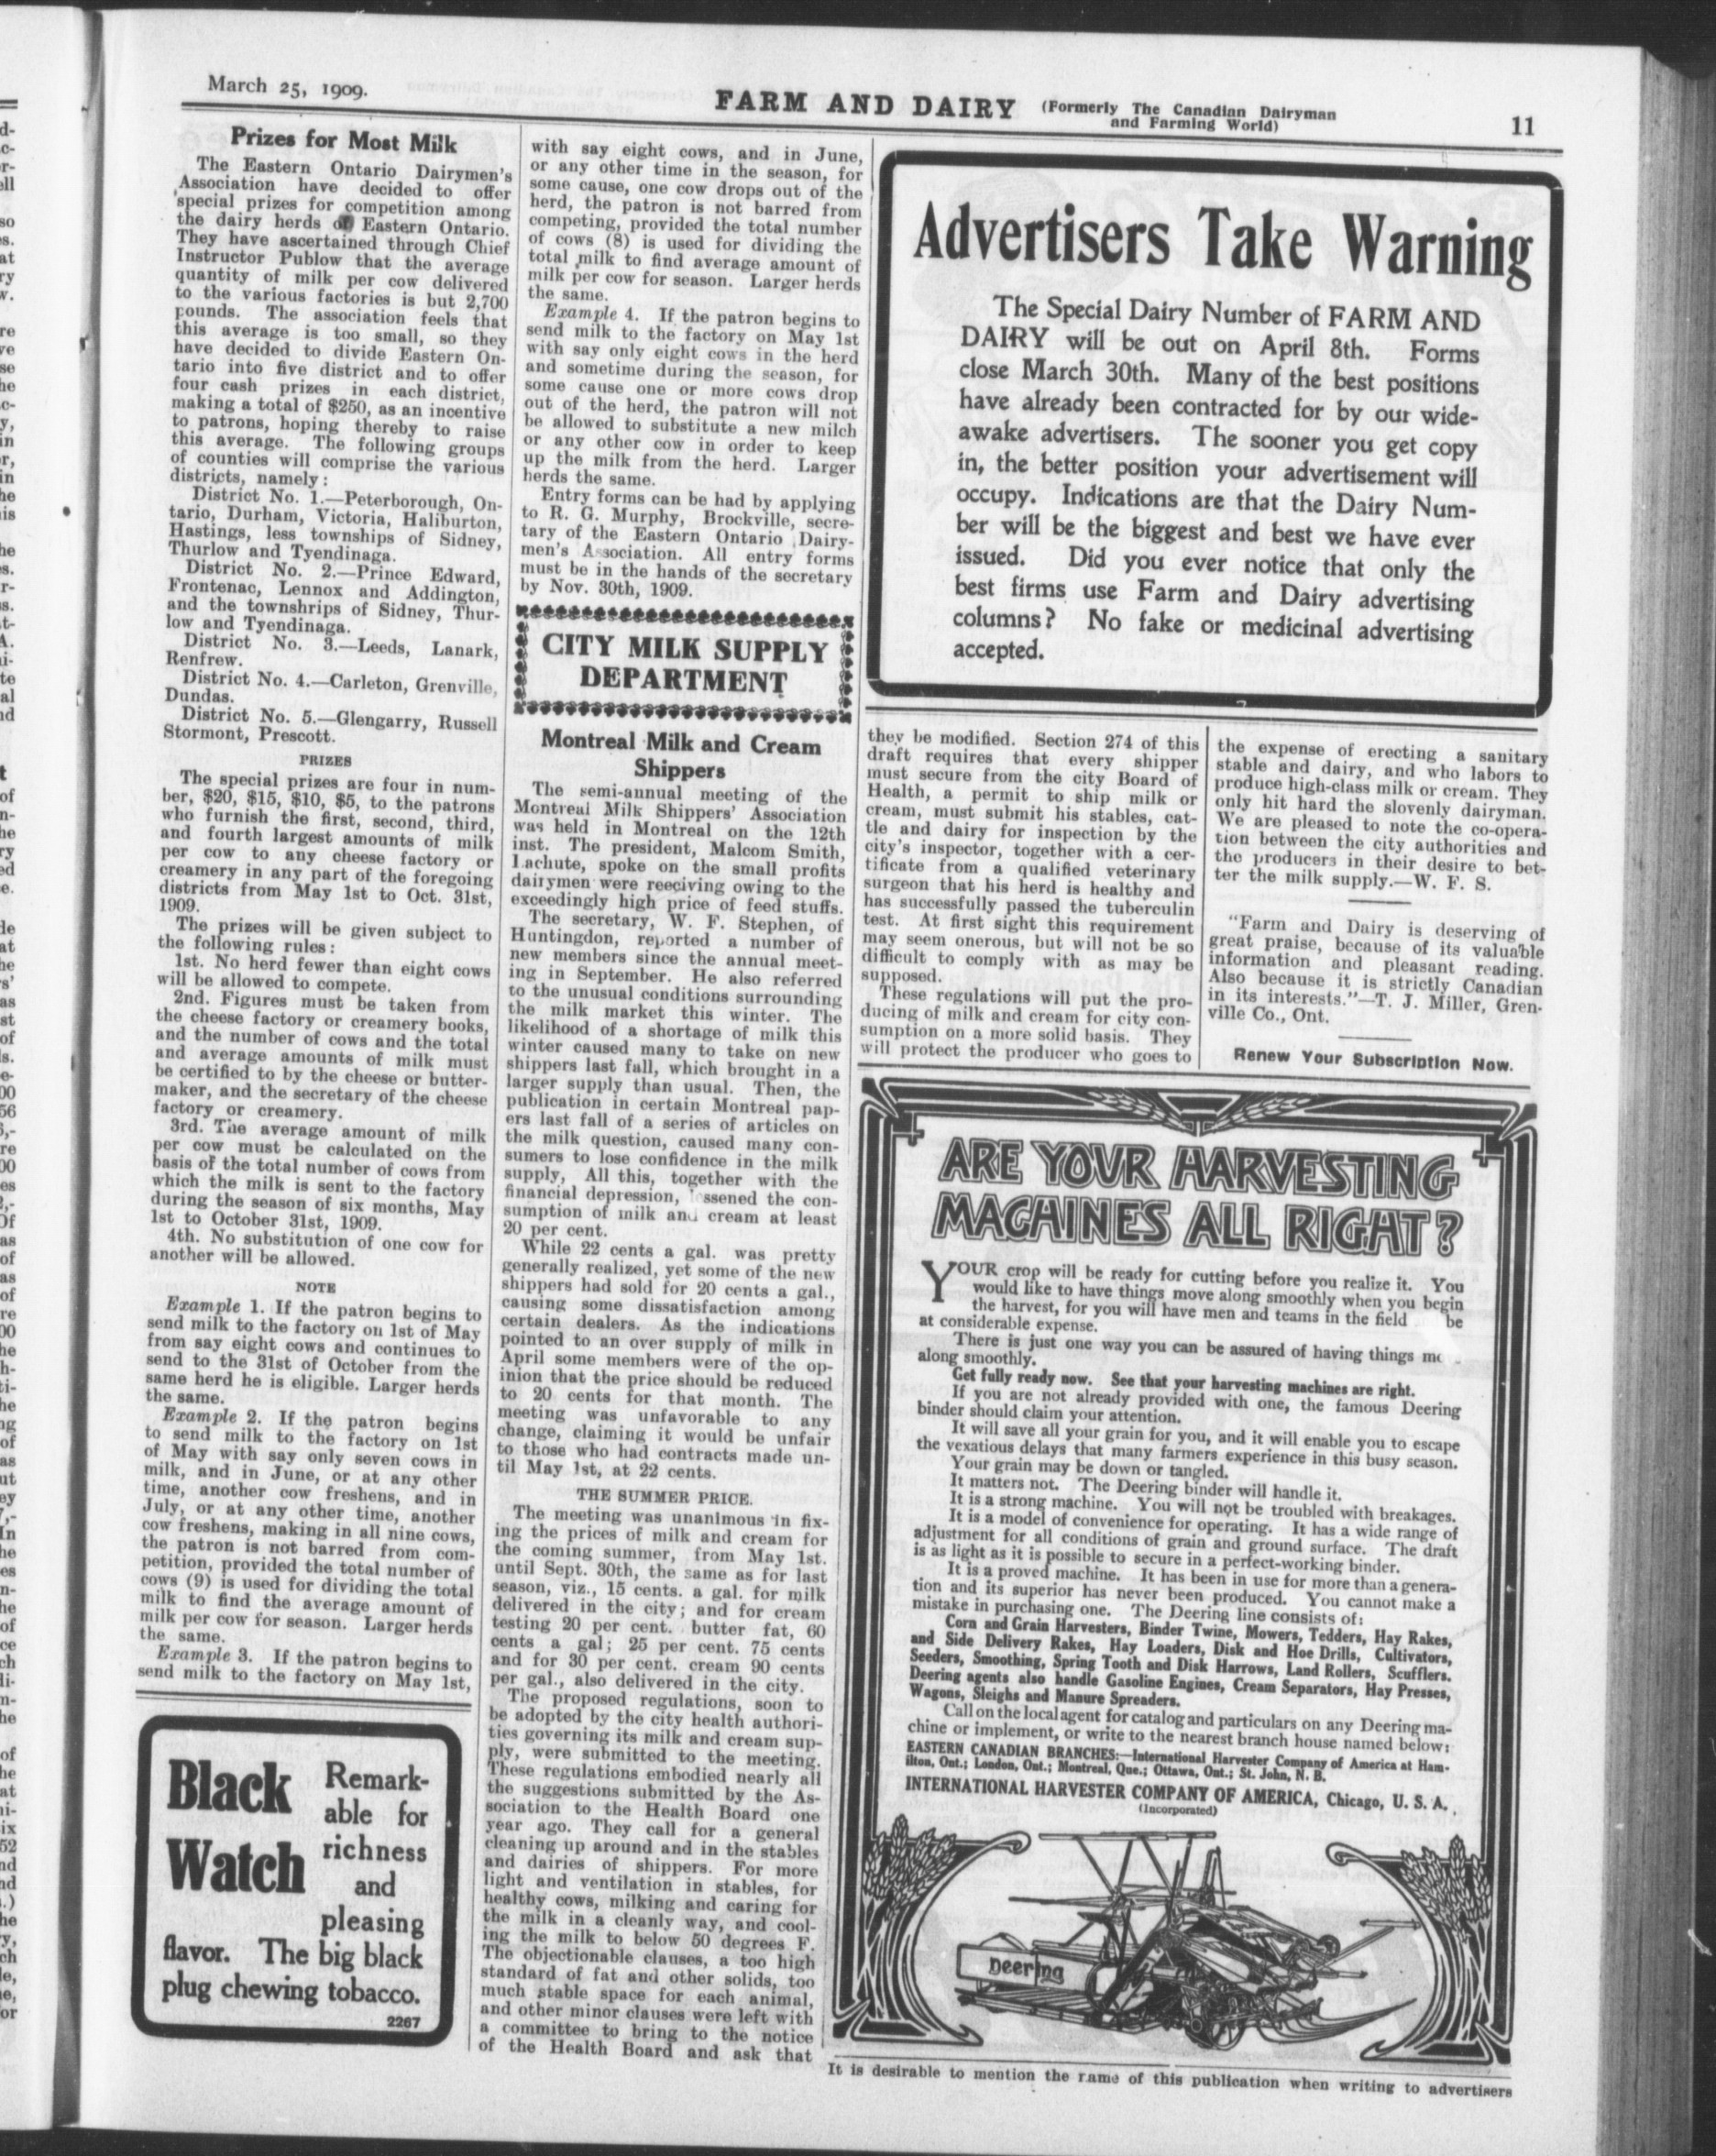 March 25, 1909.
FARM AND DAIRY (Formerly The Canadian Dairyman
and Farming World)
11
Prizes for Most Milk
The Eastern Ontario Dairymen's
Association have decided to offer
special prizes for competition among
the dairy herds of Eastern Ontario.
They have ascertained through Chief
Instructor Publow that the average
quantity of milk per cow delivered
to the various factories is but 2,700
pounds. The association feels that
this average is too small, so they
have decided to divide Eastern On-
tario into five district and to offer
four cash prizes in each district,
making a total of $250, as an incentive
to patrons, hoping thereby to raise
this average. The following groups
of counties will comprise the various
districts, namely:
District No. 1.—Peterborough, On-
tario, Durham, Victoria, Haliburton,
Hastings, less townships of Sidney,
Thurlow and Tyendinaga.
District No. 2.—Prince Edward,
Frontenac, Lennox and Addington,
and the townshrips of Sidney, Thur-
low and Tyendinaga.
District No. 3.—Leeds, Lanark,
Renfrew.
District No. 4.—Carleton, Grenville,
Dundas.
District No. 5.—Glengarry, Russell
Stormont, Prescott.
PRIZES
The special prizes are four in num-
ber, $20, $15, $10, $5, to the patrons
who furnish the first, second, third,
and fourth largest amounts of milk
per cow to any cheese factory or
creamery in any part of the foregoing
districts from May 1st to Oct. 31st,
1909.
The prizes will be given subject to
the following rules:
1st. No herd fewer than eight cows
will be allowed to compete.
2nd. Figures must be taken from
the cheese factory or creamery books,
and the number of cows and the total
and average amounts of milk must
be certified to by the cheese or butter-
maker, and the secretary of the cheese
factory or creamery.
3rd. The average amount of milk
per cow must be calculated on the
basis of the total number of cows from
which the milk is sent to the factory
during the season of six months, May
1st to October 31st, 1909.
4th. No substitution of one cow for
another will be allowed.
NOTE
Example 1. If the patron begins to
send milk to the factory on 1st of May
from say eight cows and continues to
send to the 31st of October from the
same herd he is eligible. Larger herds
the same.
Example 2. If the patron begins
to send milk to the factory on 1st
of May with say only seven cows in
milk, and in June, or at any other
time, another cow freshens, and in
July, or at any other time, another
cow freshens, making in all nine cows,
the patron is not barred from com-
petition, provided the total number of
cows (9) is used for dividing the total
milk to find the average amount of
milk per cow for season. Larger herds
the same.
Example 3. If the patron begins to
send milk to the factory on May 1st,
Black Watch
Remark-
able for
richness
and
pleasing
flavor. The big black
plug chewing tobacco.
2267
with say eight cows, and in June,
or any other time in the season, for
some cause, one cow drops out of the
herd, the patron is not barred from
competing, provided the total number
of cows (8) is used for dividing the
total milk to find average amount of
milk per cow for season. Larger herds
the same.
Example 4. If the patron begins to
send milk to the factory on May 1st
with say only eight cows in the herd
and sometime during the season, for
some cause one or more cows drop
out of the herd, the patron will not
be allowed to substitute a new milch
or any other cow in order to keep
up the milk from the herd. Larger
herds the same.
Entry forms can be had by applying
to R. G. Murphy, Brockville, secre-
tary of the Eastern Ontario Dairy-
men's Association. All entry forms
must be in the hands of the secretary
by Nov. 30th, 1909.
CITY MILK SUPPLY
DEPARTMENT
Montreal Milk and Cream
Shippers
The semi-annual meeting of the
Montreal Milk Shippers' Association
was held in Montreal on the 12th
inst. The president, Malcom Smith,
Lachute, spoke on the small profits
dairymen were reeciving owing to the
exceedingly high price of feed stuffs.
The secretary, W. F. Stephen, of
Huntingdon, reported a number of
new members since the annual meet-
ing in September. He also referred
to the unusual conditions surrounding
the milk market this winter. The
likelihood of a shortage of milk this
winter caused many to take on new
shippers last fall, which brought in a
larger supply than usual. Then, the
publication in certain Montreal pap-
ers last fall of a series of articles on
the milk question, caused many con-
sumers to lose confidence in the milk
supply, All this, together with the
financial depression, ssened the con-
sumption of milk and cream at least
20 per cent.
While 22 cents a gal. was pretty
generally realized, yet some of the new
shippers had sold for 20 cents a gal.,
causing some dissatisfaction among
certain dealers. As the indications
pointed to an over supply of milk in
April some members were of the op-
inion that the price should be reduced
to 20 cents for that month. The
meeting was unfavorable to any
change, claiming it would be unfair
to those who had contracts made un-
til May 1st, at 22 cents.
THE SUMMER PRICE.
The meeting was unanimous in fix-
ing the prices of milk and cream for
the coming summer, from May 1st.
until Sept. 30th, the same as for last
season, viz., 15 cents. a gal. for milk
delivered in the city; and for cream
testing 20 per cent. butter fat, 60
cents a gal; 25 per cent. 75 cents
and for 30 per cent. cream 90 cents
per gal., also delivered in the city.
The proposed regulations, soon to
be adopted by the city health authori-
ties governing its milk and cream sup-
ply, were submitted to the meeting.
These regulations embodied nearly all
the suggestions submitted by the As-
sociation to the Health Board one
year ago. They call for a general
cleaning up around and in the stables
and dairies of shippers. For more
light and ventilation in stables, for
healthy cows, milking and caring for
the milk in a cleanly way, and cool-
ing the milk to below 50 degrees F.
The objectionable clauses, a too high
standard of fat and other solids, too
much stable space for each animal,
and other minor clauses were left with
a committee to bring to the notice
of the Health Board and ask that
Advertisers Take Warning
The Special Dairy Number of FARM AND
DAIRY will be out on April 8th. Forms
close March 30th. Many of the best positions
have already been contracted for by our wide-
awake advertisers. The sooner you get copy
in, the better position your advertisement will
occupy. Indications are that the Dairy Num-
ber will be the biggest and best we have ever
issued. Did you ever notice that only the
best firms use Farm and Dairy advertising
columns? No fake or medicinal advertising
accepted.
they be modified. Section 274 of this
draft requires that every shipper
must secure from the city Board of
Health, a permit to ship milk or
cream, must submit his stables, cat-
tle and dairy for inspection by the
city's inspector, together with a cer-
tificate from a qualified veterinary
surgeon that his herd is healthy and
has successfully passed the tuberculin
test. At first sight this requirement
may seem onerous, but will not be so
difficult to comply with as may be
supposed.
These regulations will put the pro-
ducing of milk and cream for city con-
sumption on a more solid basis. They
will protect the producer who goes to
the expense of erecting a sanitary
stable and dairy, and who labors to
produce high-class milk or cream. They
only hit hard the slovenly dairyman.
We are pleased to note the co-opera-
tion between the city authorities and
the producers in their desire to bet-
ter the milk supply.—W. F. S.
"Farm and Dairy is deserving of
great praise, because of its valuable
information and pleasant reading.
Also because it is strictly Canadian
in its interests."—T. J. Miller, Gren-
ville Co., Ont.
Renew Your Subscription Now.
ARE YOUR HARVESTING
MACHINES ALL RIGHT?
YOUR crop will be ready for cutting before you realize it. You
would like to have things move along smoothly when you begin
the harvest, for you will have men and teams in the field be
at considerable expense.
There is just one way you can be assured of having things
along smoothly.
Get fully ready now. See that your harvesting machines are right.
If you are not already provided with one, the famous Deering
binder should claim your attention.
It will save all your grain for you, and it will enable you to escape
the vexatious delays that many farmers experience in this busy season.
Your grain may be down or tangled.
It matters not. The Deering binder will handle it.
It is a strong machine. You will not be troubled with breakages.
It is a model of convenience for operating. It has a wide range of
adjustment for all conditions of grain and ground surface. The draft
is as light as it is possible to secure in a perfect-working binder.
It is a proved machine. It has been in use for more than a genera-
tion and its superior has never been produced. You cannot make a
mistake in purchasing one. The Deering line consists of:
Corn and Grain Harvesters, Binder Twine, Mowers, Tedders, Hay Rakes,
and Side Delivery Rakes, Hay Loaders, Disk and Hoe Drills, Cultivators,
Seeders, Smoothing, Spring Tooth and Disk Harrows, Land Rollers, Scufflers.
Deering agents also handle Gasoline Engines, Cream Separators, Hay Presses,
Wagons, Sleighs and Manure Spreaders.
Call on the local agent for catalog and particulars on any Deering ma-
chine or implement, or write to the nearest branch house named below:
EASTERN CANADIAN BRANCHES:—International Harvester Company of America at Ham-
ilton, Ont.; London, Ont.; Montreal, Que.; Ottawa, Ont.; St. John, N. B.
INTERNATIONAL HARVESTER COMPANY OF AMERICA, Chicago, U. S. A.
(Incorporated)
Deering
It is desirable to mention the name of this publication when writing to advertisers